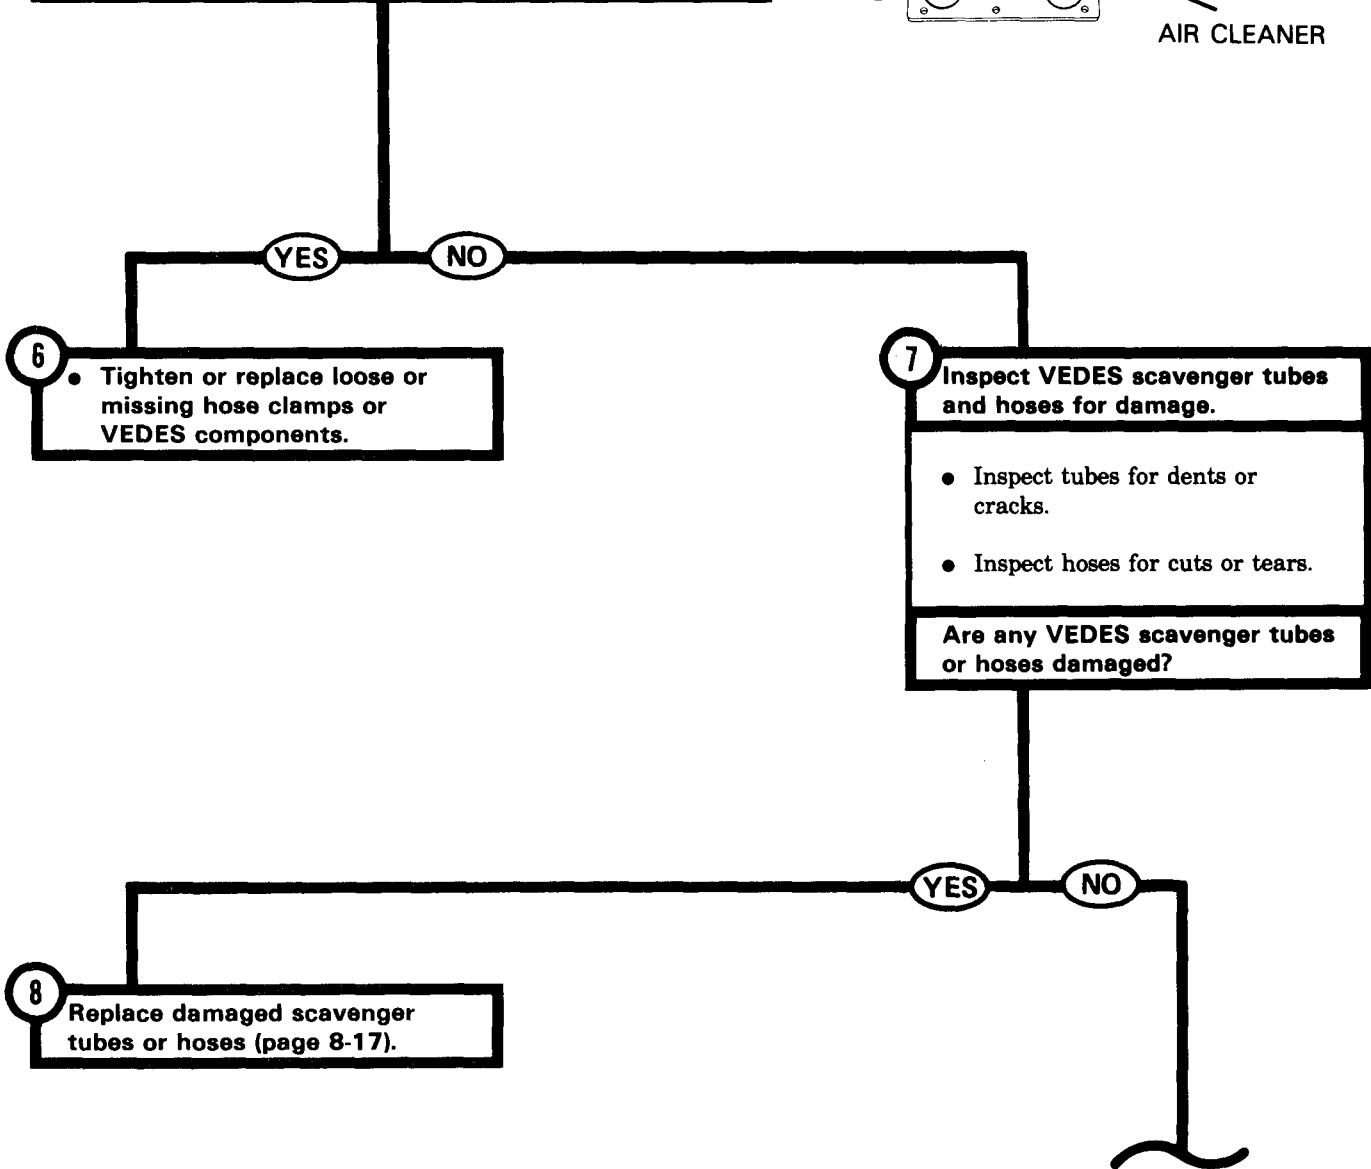 AIR CLEANER
YES
NO
6
• Tighten or replace loose or
missing hose clamps or
VEDES components.
7
Inspect VEDES scavenger tubes
and hoses for damage.
• Inspect tubes for dents or
cracks.
• Inspect hoses for cuts or tears.
Are any VEDES scavenger tubes
or hoses damaged?
YES
NO
8
Replace damaged scavenger
tubes or hoses (page 8-17).